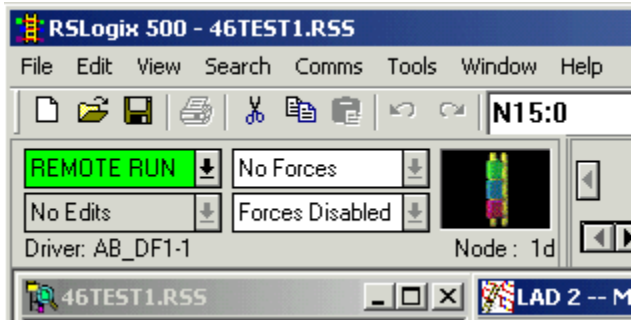 RSLogix 500 - 46TEST1.RSS
File Edit View Search Comms Tools Window Help
N15:0
REMOTE RUN No Forces
No Edits Forces Disabled
Driver: AB_DF1-1 Node : 1d
46TEST1.RSS LAD 2 -- M